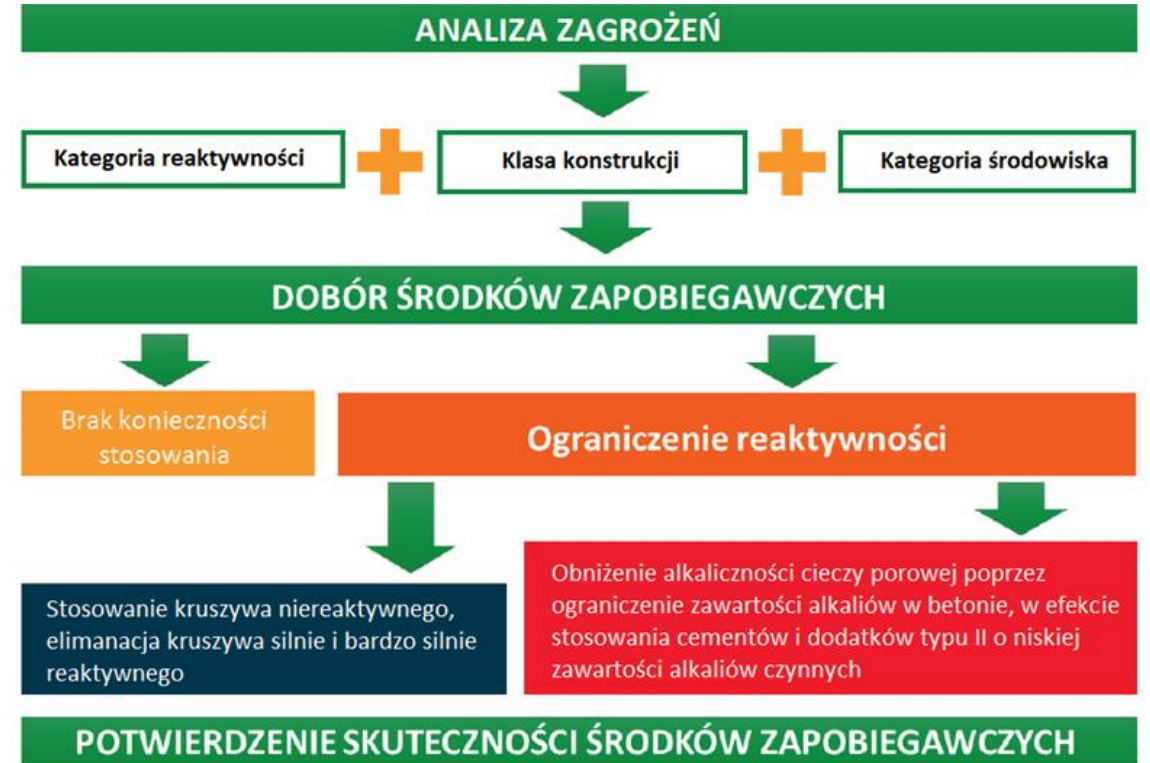 ANALIZA ZAGROŻEŃ
Kategoria reaktywności
Klasa konstrukcji
Kategoria środowiska
DOBÓR ŚRODKÓW ZAPOBIEGAWCZYCH
Brak konieczności
stosowania
Ograniczenie reaktywności
Stosowanie kruszywa niereaktywnego,
elimanacja kruszywa silnie i bardzo silnie
reaktywnego
Obniżenie alkaliczności cieczy porowej poprzez
ograniczenie zawartości alkaliów w betonie, w efekcie
stosowania cementów i dodatków typu II o niskiej
zawartości alkaliów czynnych
POTWIERDZENIE SKUTECZNOŚCI ŚRODKÓW ZAPOBIEGAWCZYCH